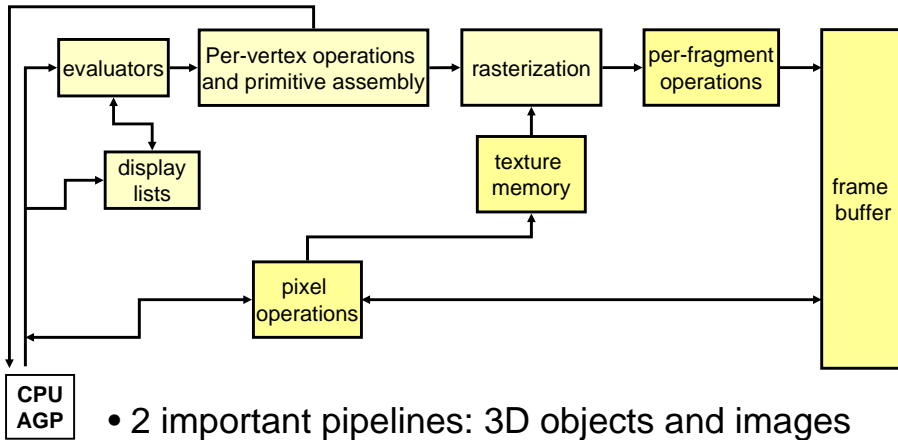 evaluators
Per-vertex operations
and primitive assembly
rasterization
per-fragment
operations
display
lists
texture
memory
frame
buffer
pixel
operations
CPU
AGP
• 2 important pipelines: 3D objects and images